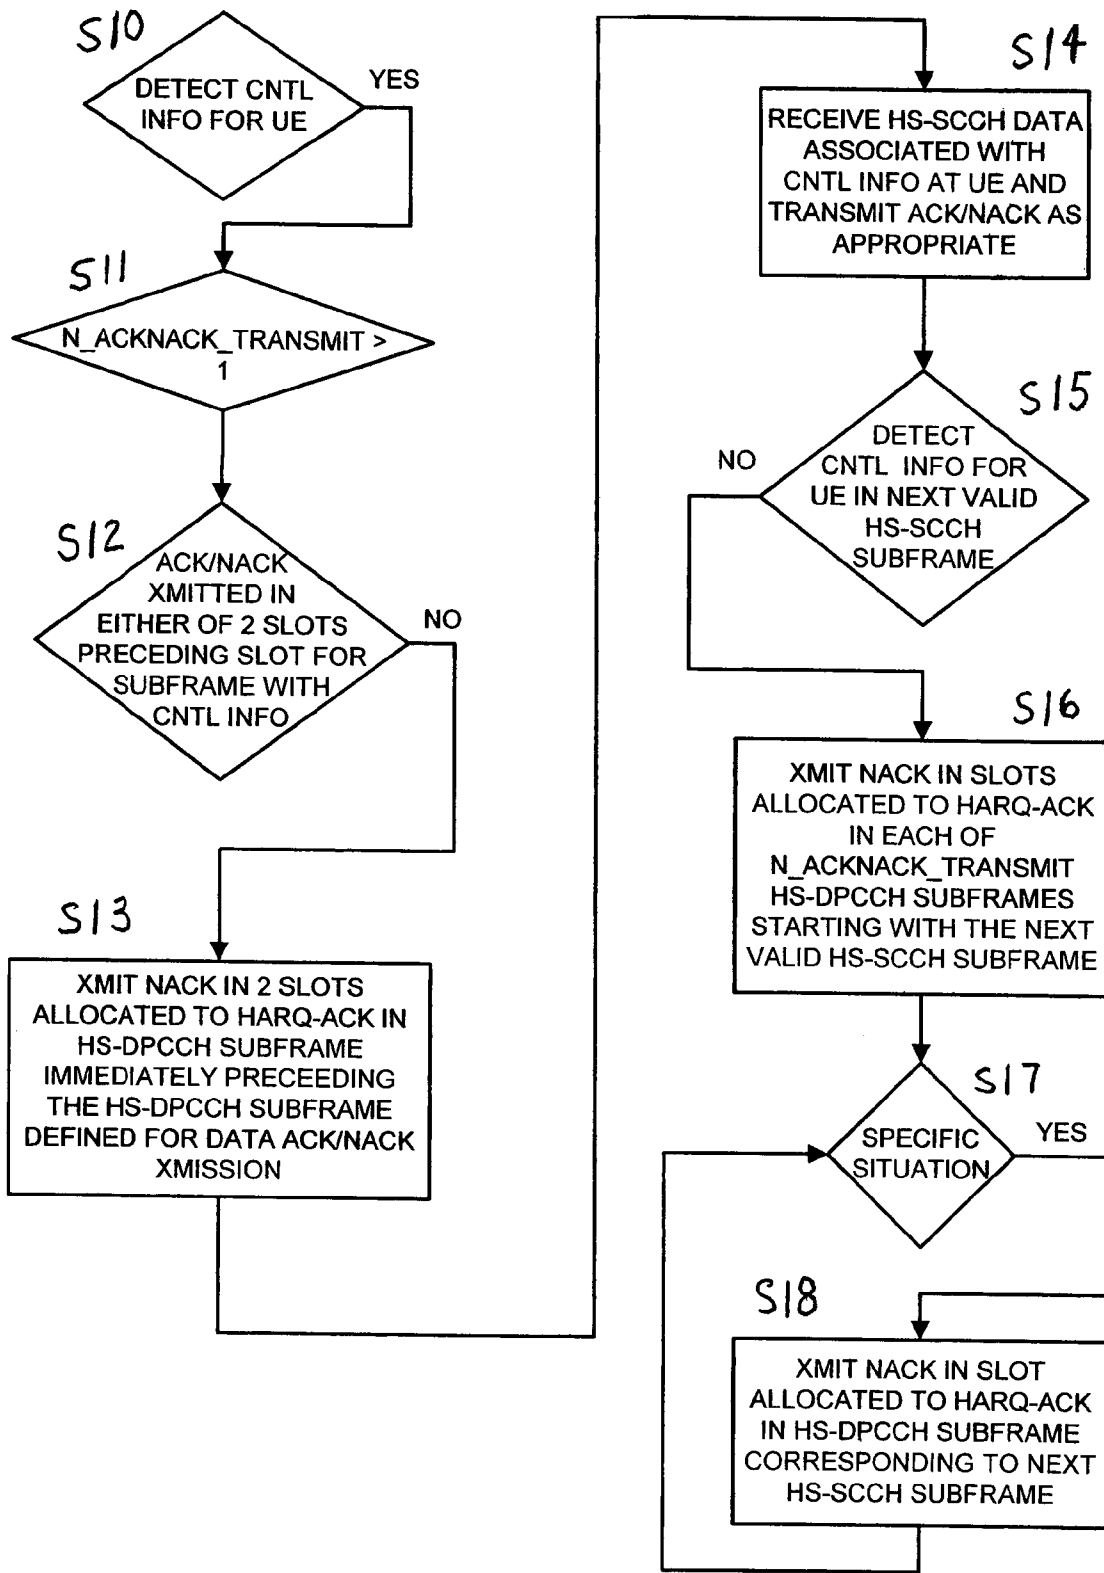 S10
DETECT CNTL
INFO FOR UE
YES
S11
N_ACKNACK_TRANSMIT >
1
S12
ACK/NACK
XMITTED IN
EITHER OF 2 SLOTS
PRECEDING SLOT FOR
SUBFRAME WITH
CNTL INFO
NO
S13
XMIT NACK IN 2 SLOTS
ALLOCATED TO HARQ-ACK IN
HS-DPCCH SUBFRAME
IMMEDIATELY PRECEEDING
THE HS-DPCCH SUBFRAME
DEFINED FOR DATA ACK/NACK
XMISSION
S14
RECEIVE HS-SCCH DATA
ASSOCIATED WITH
CNTL INFO AT UE AND
TRANSMIT ACK/NACK AS
APPROPRIATE
S15
DETECT
CNTL INFO FOR
UE IN NEXT VALID
HS-SCCH
SUBFRAME
NO
S16
XMIT NACK IN SLOTS
ALLOCATED TO HARQ-ACK
IN EACH OF
N_ACKNACK_TRANSMIT
HS-DPCCH SUBFRAMES
STARTING WITH THE NEXT
VALID HS-SCCH SUBFRAME
S17
SPECIFIC
SITUATION
YES
S18
XMIT NACK IN SLOT
ALLOCATED TO HARQ-ACK
IN HS-DPCCH SUBFRAME
CORRESPONDING TO NEXT
HS-SCCH SUBFRAME